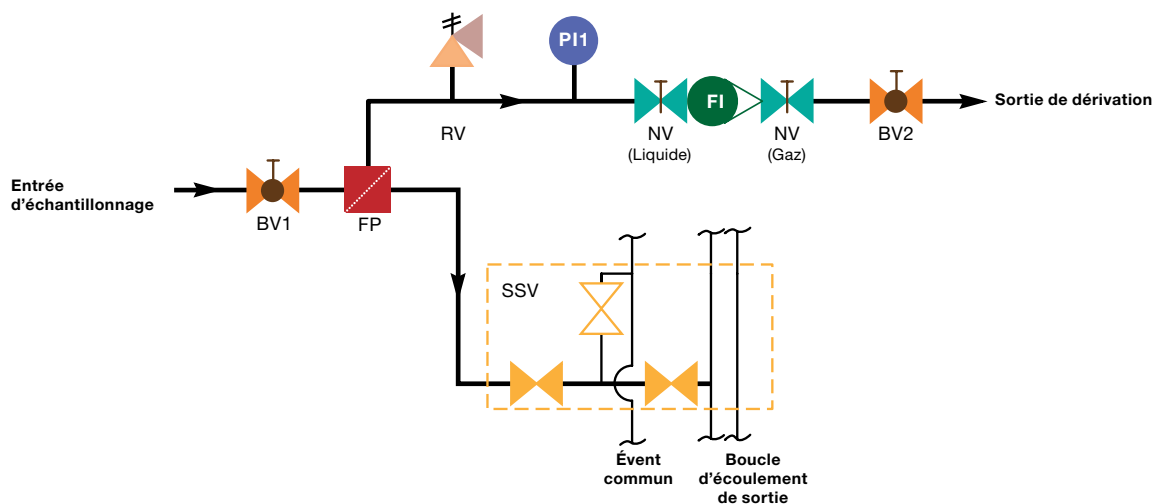 PI1
FI
RV
NV
(Liquide)
NV
(Gaz)
BV2
Sortie de dérivation
Entrée
d'échantillonnage
BV1
FP
SSV
Évent
commun
Boucle
d'écoulement
de sortie